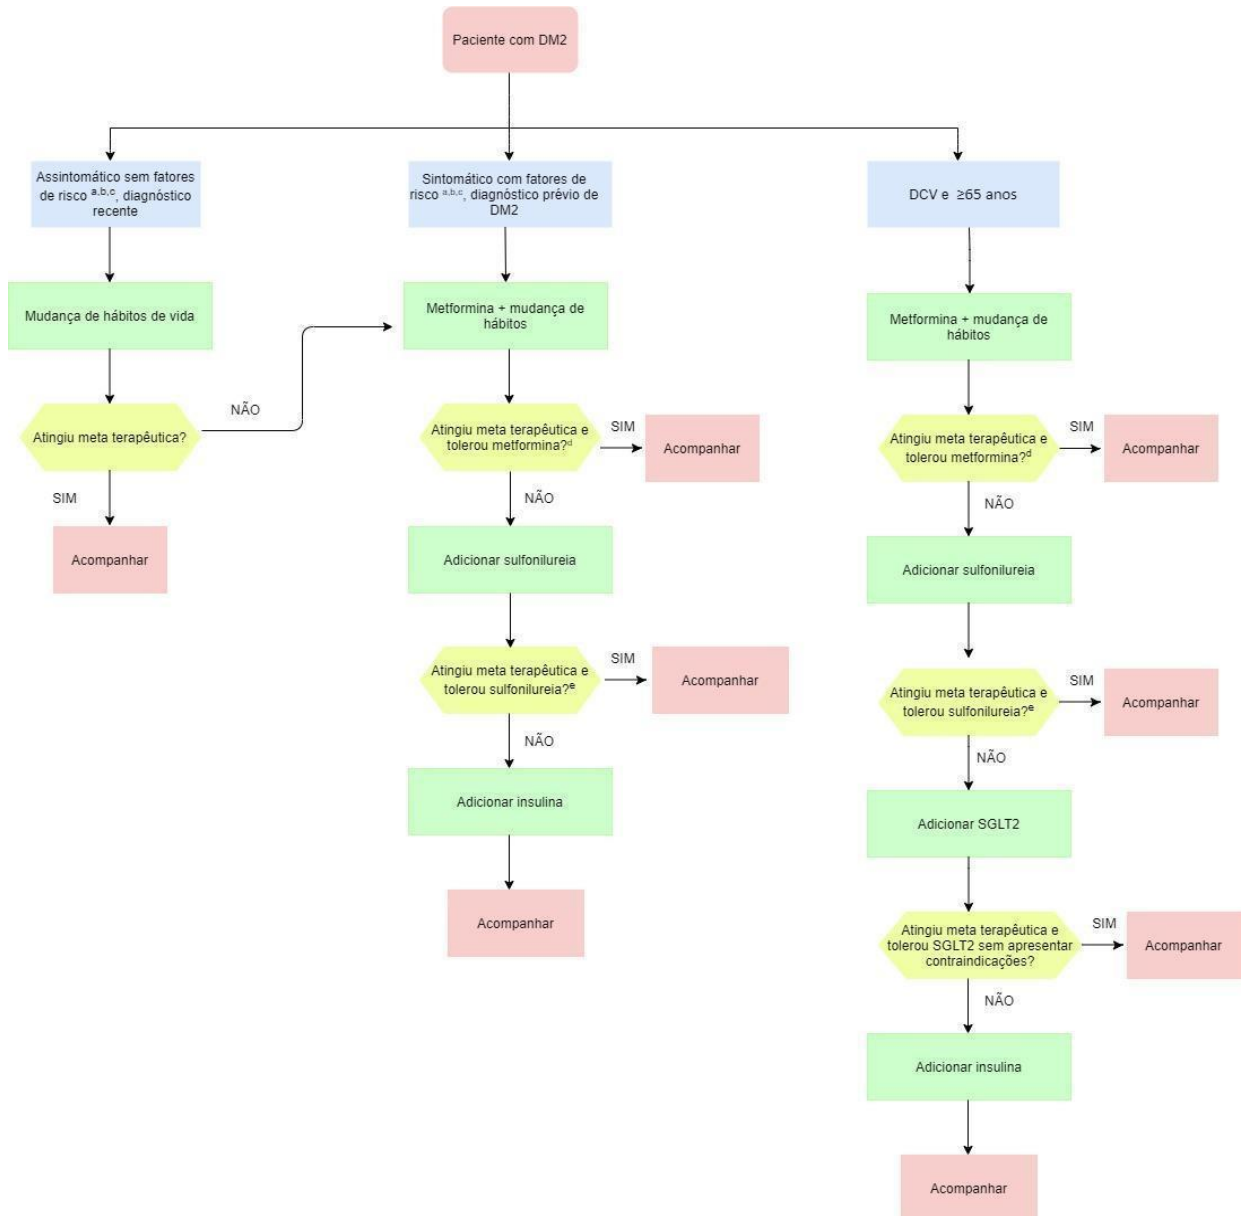 Paciente com DM2
Assintomático sem fatores
de risco a,b,c, diagnóstico
recente
Mudança de hábitos de vida
Atingiu meta terapêutica?
NÃO
SIM
Acompanhar
Sintomático com fatores de
risco a,b,c, diagnóstico prévio de
DM2
Metformina + mudança de
hábitos
Atingiu meta terapêutica e
tolerou metformina?d
SIM
Acompanhar
NÃO
Adicionar sulfonilureia
Atingiu meta terapêutica e
tolerou sulfonilureia?e
SIM
Acompanhar
NÃO
Adicionar insulina
Acompanhar
DCV e ≥65 anos
Metformina + mudança de
hábitos
Atingiu meta terapêutica e
tolerou metformina?d
SIM
Acompanhar
NÃO
Adicionar sulfonilureia
Atingiu meta terapêutica e
tolerou sulfonilureia?e
SIM
Acompanhar
NÃO
Adicionar SGLT2
Atingiu meta terapêutica e
tolerou SGLT2 sem apresentar
contraindicações?
SIM
Acompanhar
NÃO
Adicionar insulina
Acompanhar